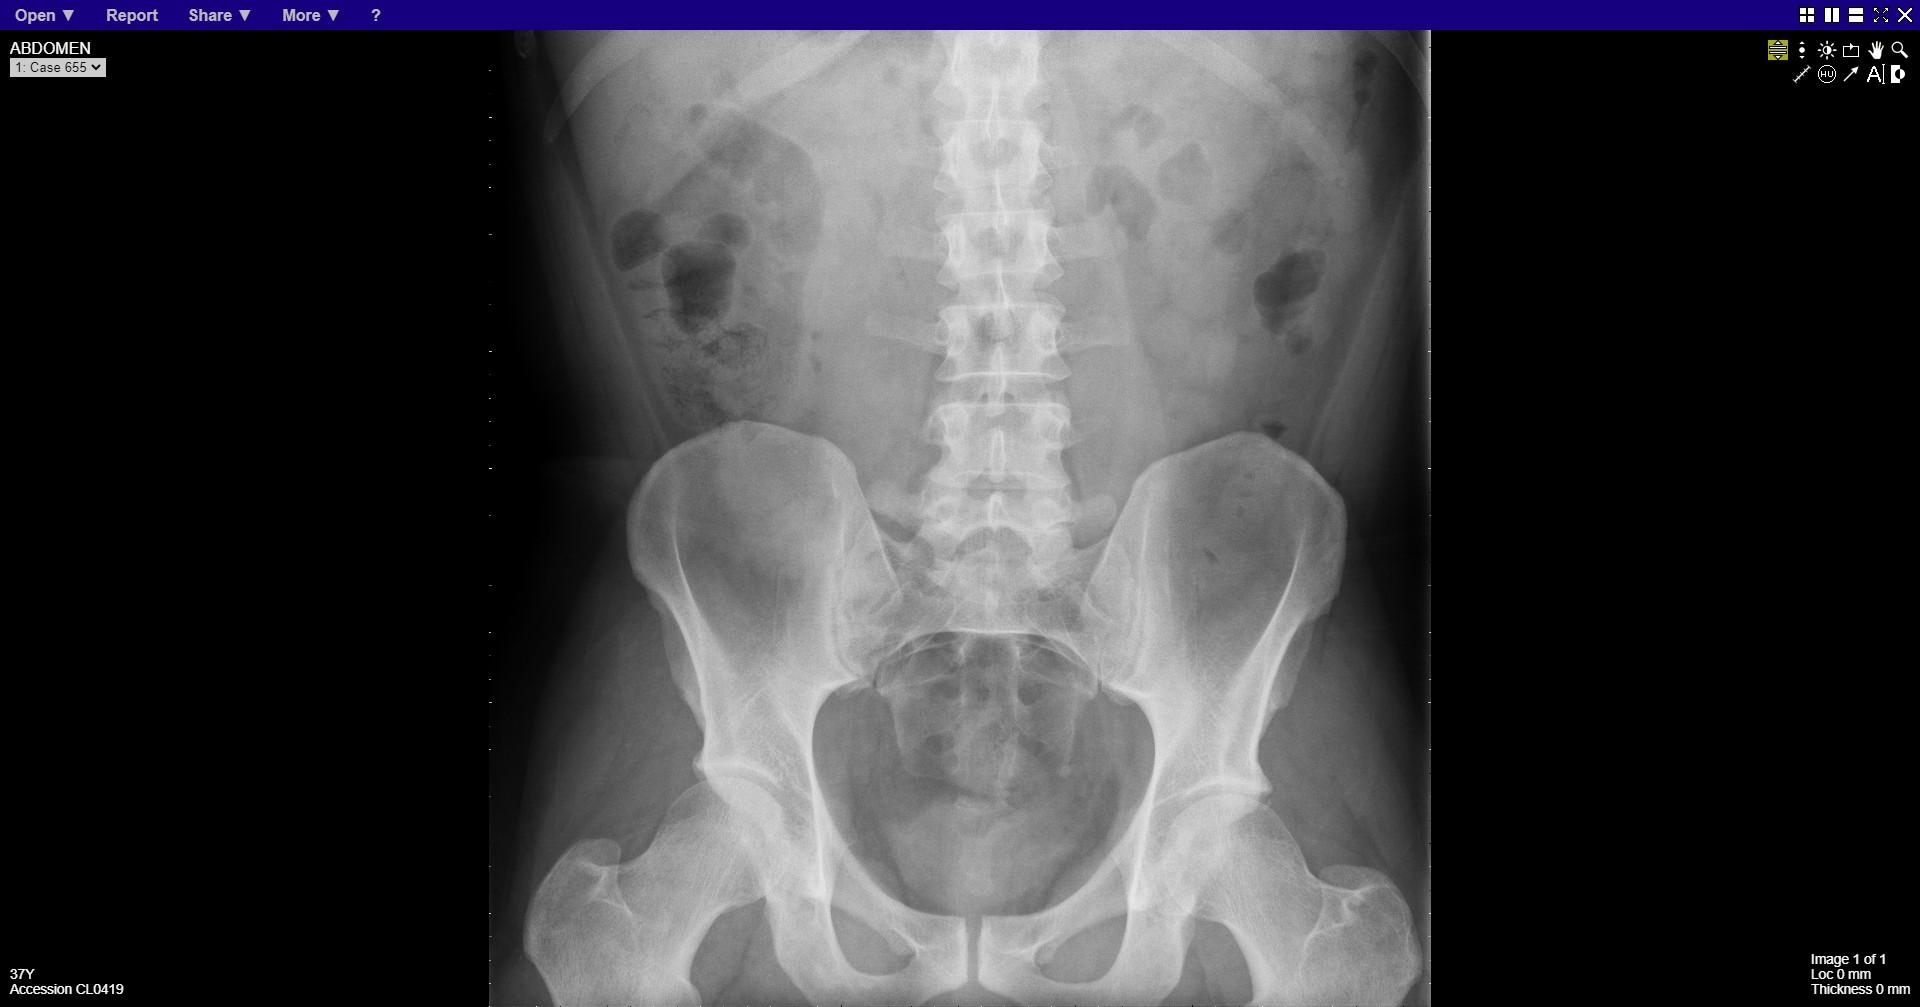 Open ▼ Report Share ▼ More ▼ ?
ABDOMEN
1: Case 655
HU
A
37Y
Accession CL0419
Image 1 of 1
Loc 0 mm
Thickness 0 mm